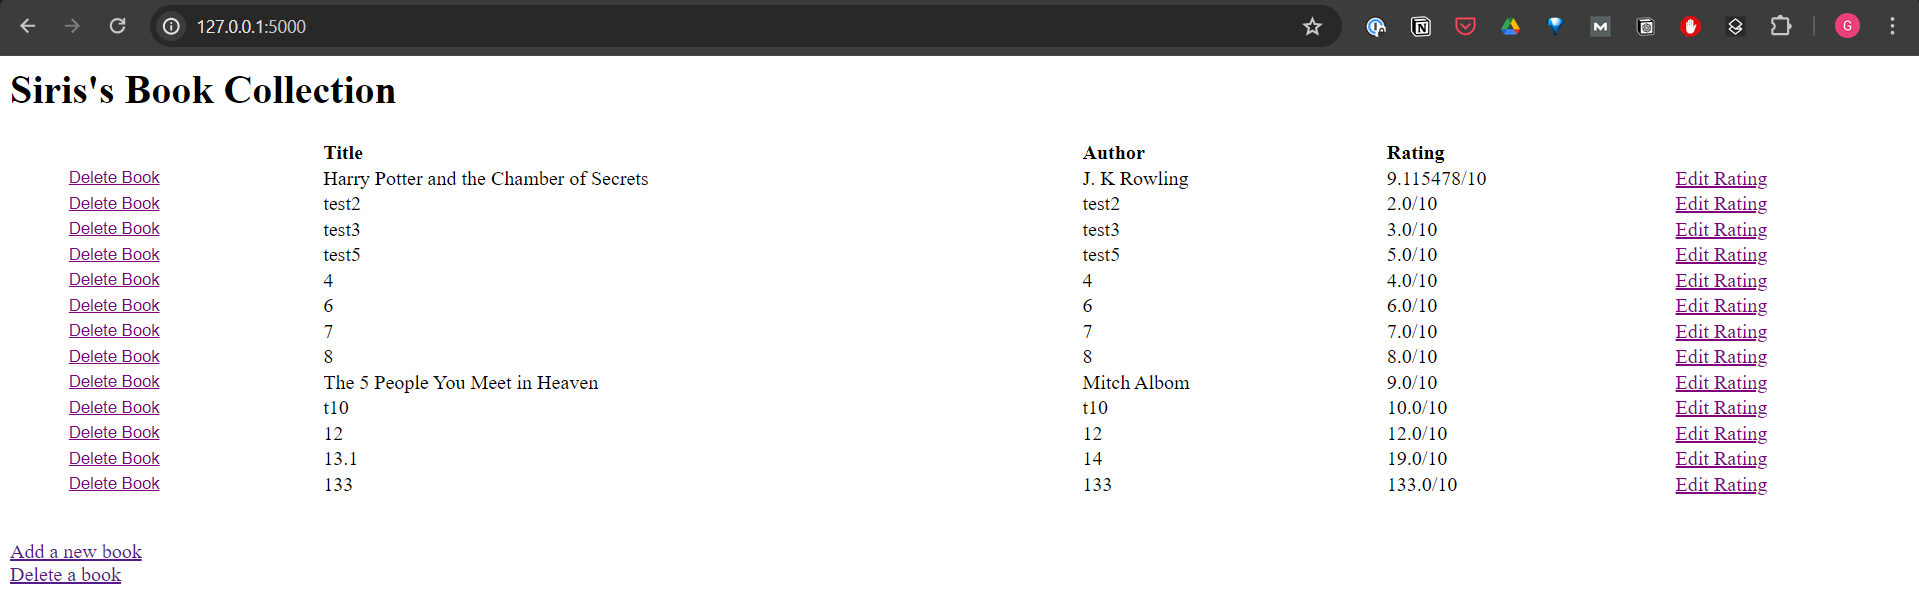 127.0.0.1:5000
G
Siris's Book Collection
Title Author Rating
Delete Book Harry Potter and the Chamber of Secrets J. K Rowling 9.115478/10 Edit Rating
Delete Book test2 test2 2.0/10 Edit Rating
Delete Book test3 test3 3.0/10 Edit Rating
Delete Book test5 test5 5.0/10 Edit Rating
Delete Book 4 4 4.0/10 Edit Rating
Delete Book 6 6 6.0/10 Edit Rating
Delete Book 7 7 7.0/10 Edit Rating
Delete Book 8 8 8.0/10 Edit Rating
Delete Book The 5 People You Meet in Heaven Mitch Albom 9.0/10 Edit Rating
Delete Book t10 t10 10.0/10 Edit Rating
Delete Book 12 12 12.0/10 Edit Rating
Delete Book 13.1 14 19.0/10 Edit Rating
Delete Book 133 133 133.0/10 Edit Rating
Add a new book
Delete a book